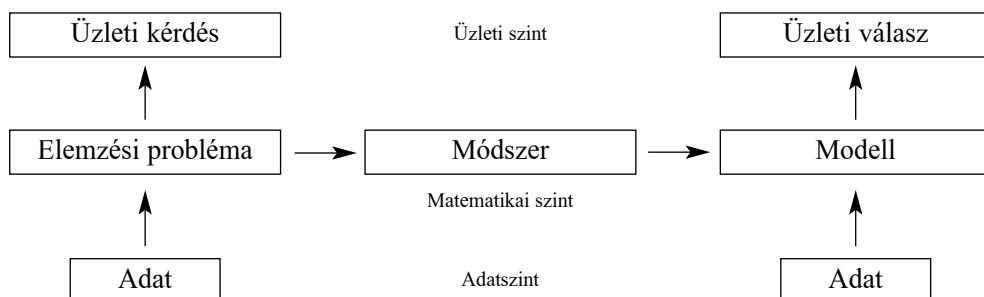 Üzleti kérdés
Üzleti szint
Üzleti válasz
Elemzési probléma
Módszer
Modell
Matematikai szint
Adat
Adatszint
Adat